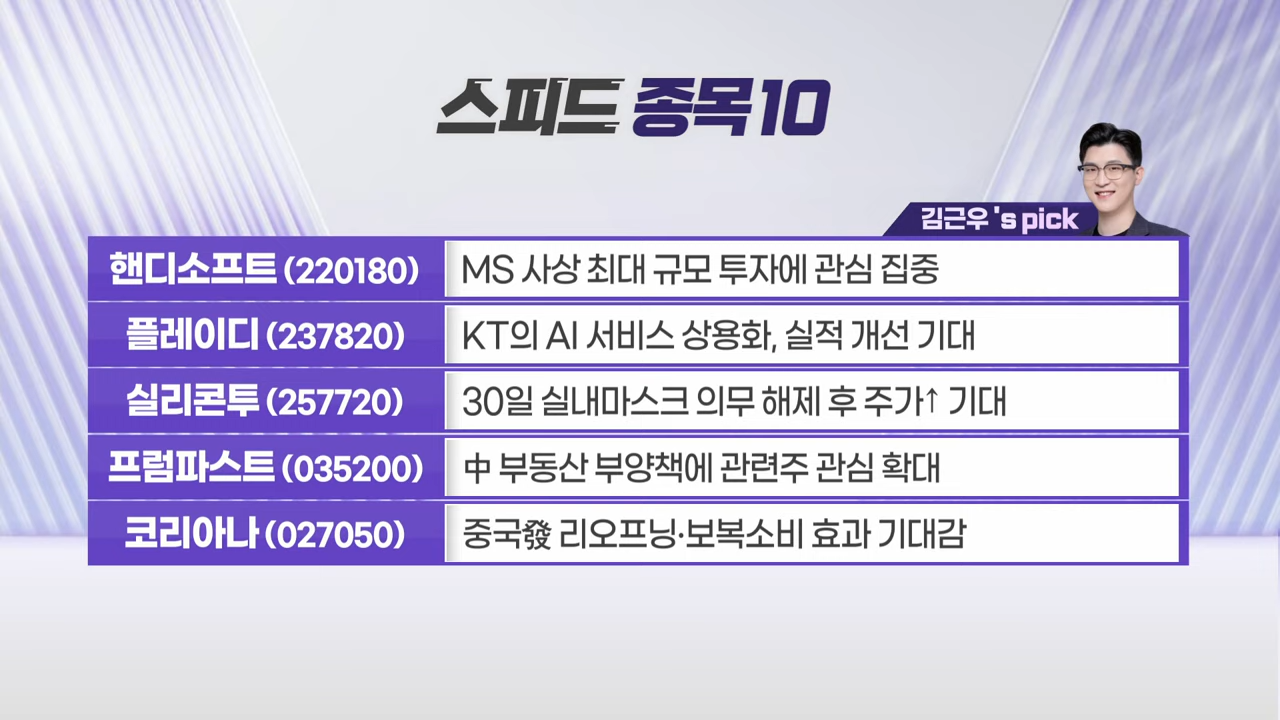 스피드 종목10
김근우's pick
핸디소프트(220180) MS 사상 최대 규모 투자에 관심 집중
플레이디(237820) KT의 AI 서비스 상용화, 실적 개선 기대
실리콘투(257720) 30일 실내마스크 의무 해제 후 주가↑ 기대
프럼파스트(035200) 中 부동산 부양책에 관련주 관심 확대
코리아나(027050) 중국發 리오프닝·보복소비 효과 기대감